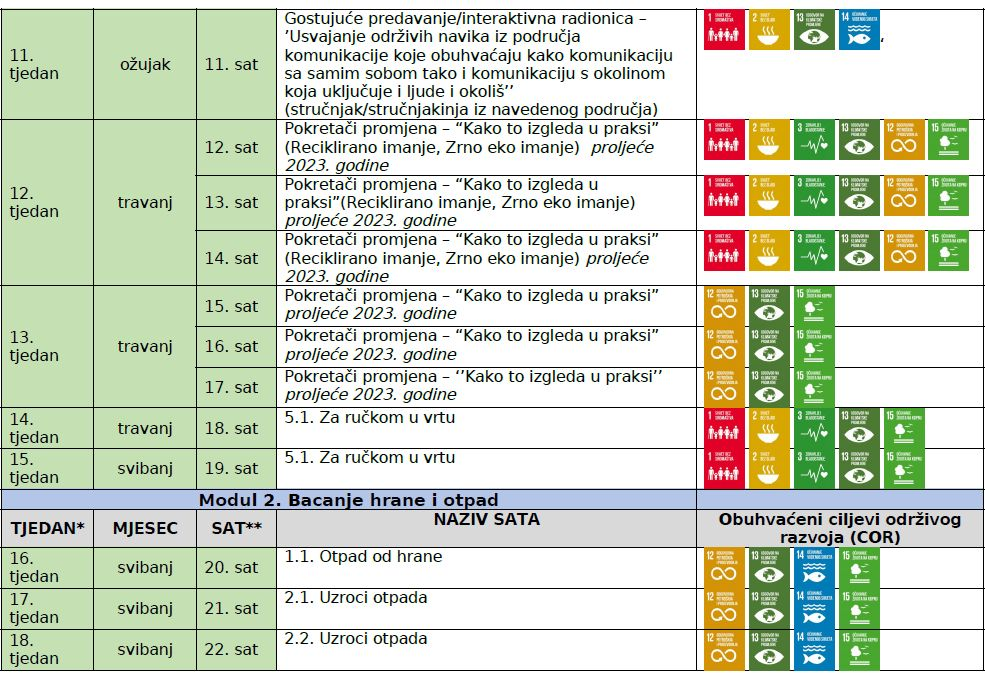 11.
tjedan
ožujak
11. sat
Gostujuće predavanje/interaktivna radionica –
’Usvajanje održivih navika iz područja
komunikacije koje obuhvaćaju kako komunikaciju
sa samim sobom tako i komunikaciju s okolinom
koja uključuje i ljude i okoliš’’
(stručnjak/stručnjakinja iz navedenog područja)
1
2
13
14
12.
tjedan
travanj
12. sat
Pokretači promjena – “Kako to izgleda u praksi”
(Reciklirano imanje, Zrno eko imanje) proljeće
2023. godine
1
2
3
13
12
15
13. sat
Pokretači promjena – “Kako to izgleda u
praksi”(Reciklirano imanje, Zrno eko imanje)
proljeće 2023. godine
1
2
3
13
12
15
14. sat
Pokretači promjena – “Kako to izgleda u praksi”
(Reciklirano imanje, Zrno eko imanje) proljeće
2023. godine
1
2
3
13
12
15
13.
tjedan
travanj
15. sat
Pokretači promjena – “Kako to izgleda u praksi”
proljeće 2023. godine
12
13
15
16. sat
Pokretači promjena – “Kako to izgleda u praksi”
proljeće 2023. godine
12
13
15
17. sat
Pokretači promjena – ‘’Kako to izgleda u praksi’’
proljeće 2023. godine
12
13
15
14.
tjedan
travanj
18. sat
5.1. Za ručkom u vrtu
1
2
3
13
15
15.
tjedan
svibanj
19. sat
5.1. Za ručkom u vrtu
1
2
3
13
15
Modul 2. Bacanje hrane i otpad
TJEDAN*
MJESEC
SAT**
NAZIV SATA
Obuhvaćeni ciljevi održivog
razvoja (COR)
16.
tjedan
svibanj
20. sat
1.1. Otpad od hrane
12
13
14
15
17.
tjedan
svibanj
21. sat
2.1. Uzroci otpada
12
13
14
15
18.
tjedan
svibanj
22. sat
2.2. Uzroci otpada
12
13
14
15